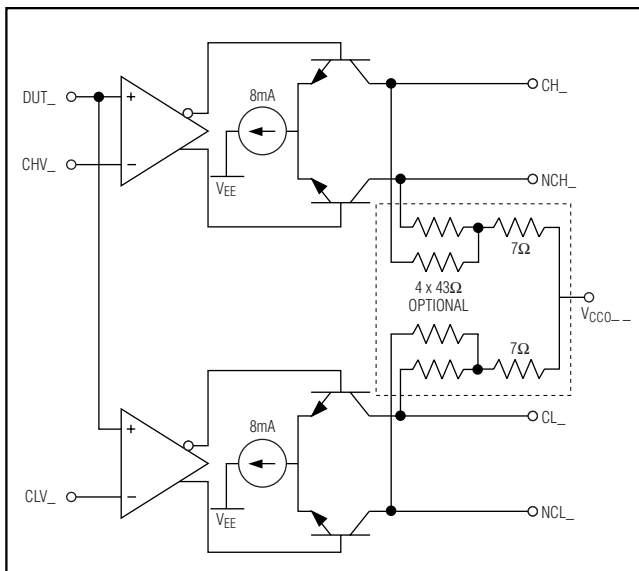 DUT_
+
8mA
CH_
CHV_
−
VEE
NCH_
7Ω
4 x 43Ω
OPTIONAL
VCCO_ _
7Ω
8mA
CL_
+
CLV_
−
VEE
NCL_